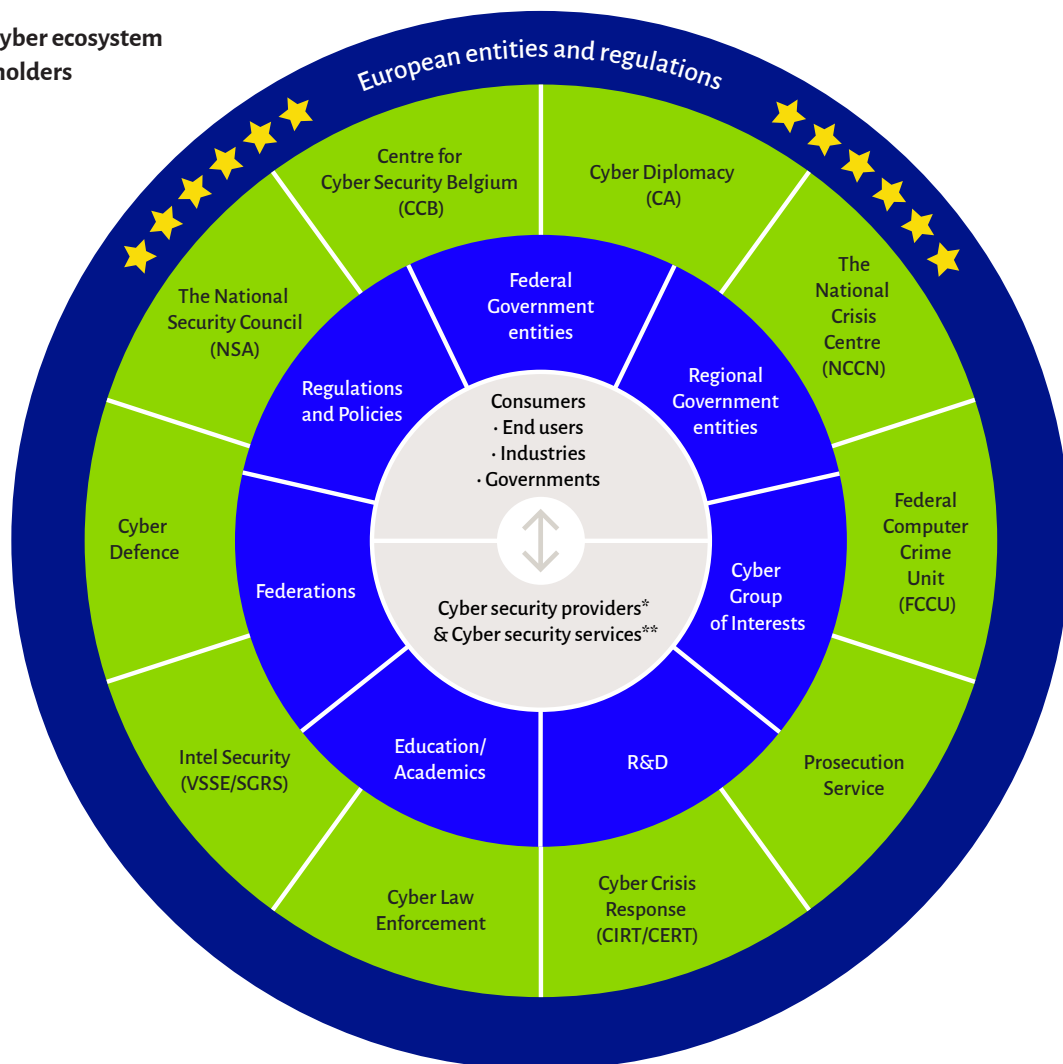 yber ecosystem
holders
European entities and regulations
Centre for
Cyber Security Belgium
(CCB)
Cyber Diplomacy
(CA)
The
National
Crisis
Centre
(NCCN)
Federal
Computer
Crime
Unit
(FCCU)
Prosecution
Service
Cyber Crisis
Response
(CIRT/CERT)
Cyber Law
Enforcement
Intel Security
(VSSE/SGRS)
Cyber
Defence
The National
Security Council
(NSA)
Federal
Government
entities
Regional
Government
entities
Cyber
Group
of Interests
R&D
Education/
Academics
Federations
Regulations
and Policies
Consumers
· End users
· Industries
· Governments
Cyber security providers*
& Cyber security services**